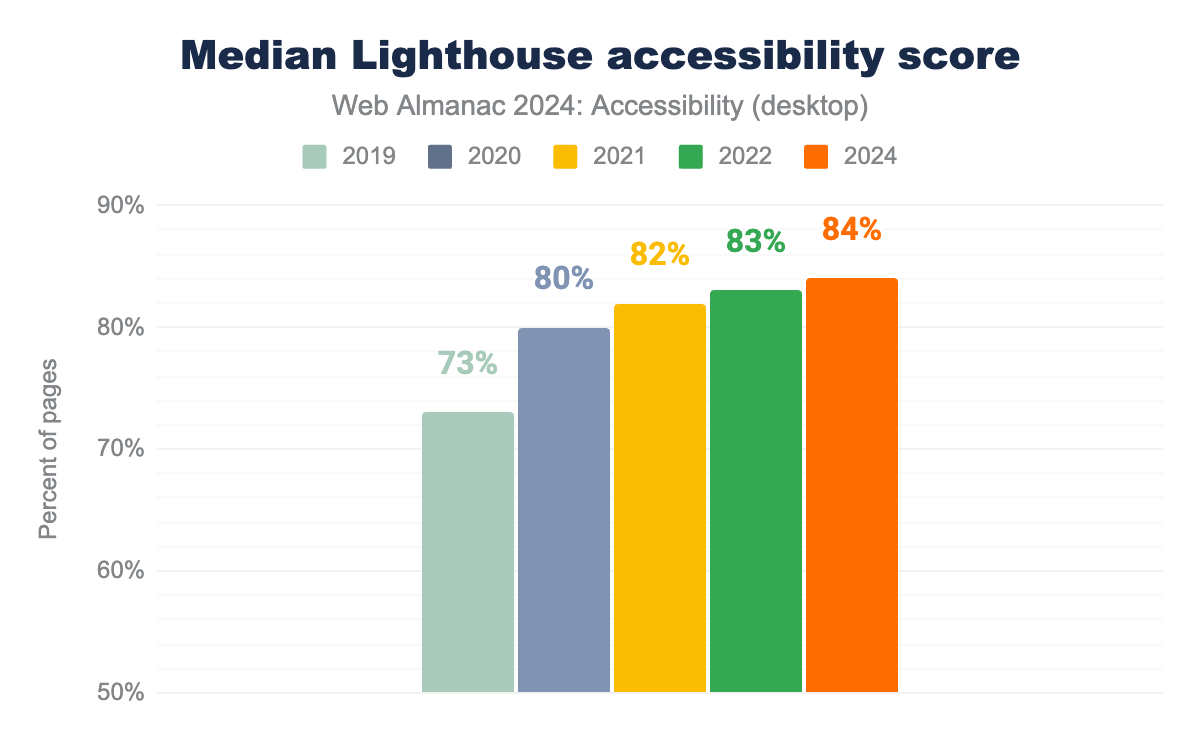 Median Lighthouse accessibility score
Web Almanac 2024: Accessibility (desktop)
2019 2020 2021 2022 2024
90%
80%
70%
60%
50%
Percent of pages
73%
80%
82%
83%
84%